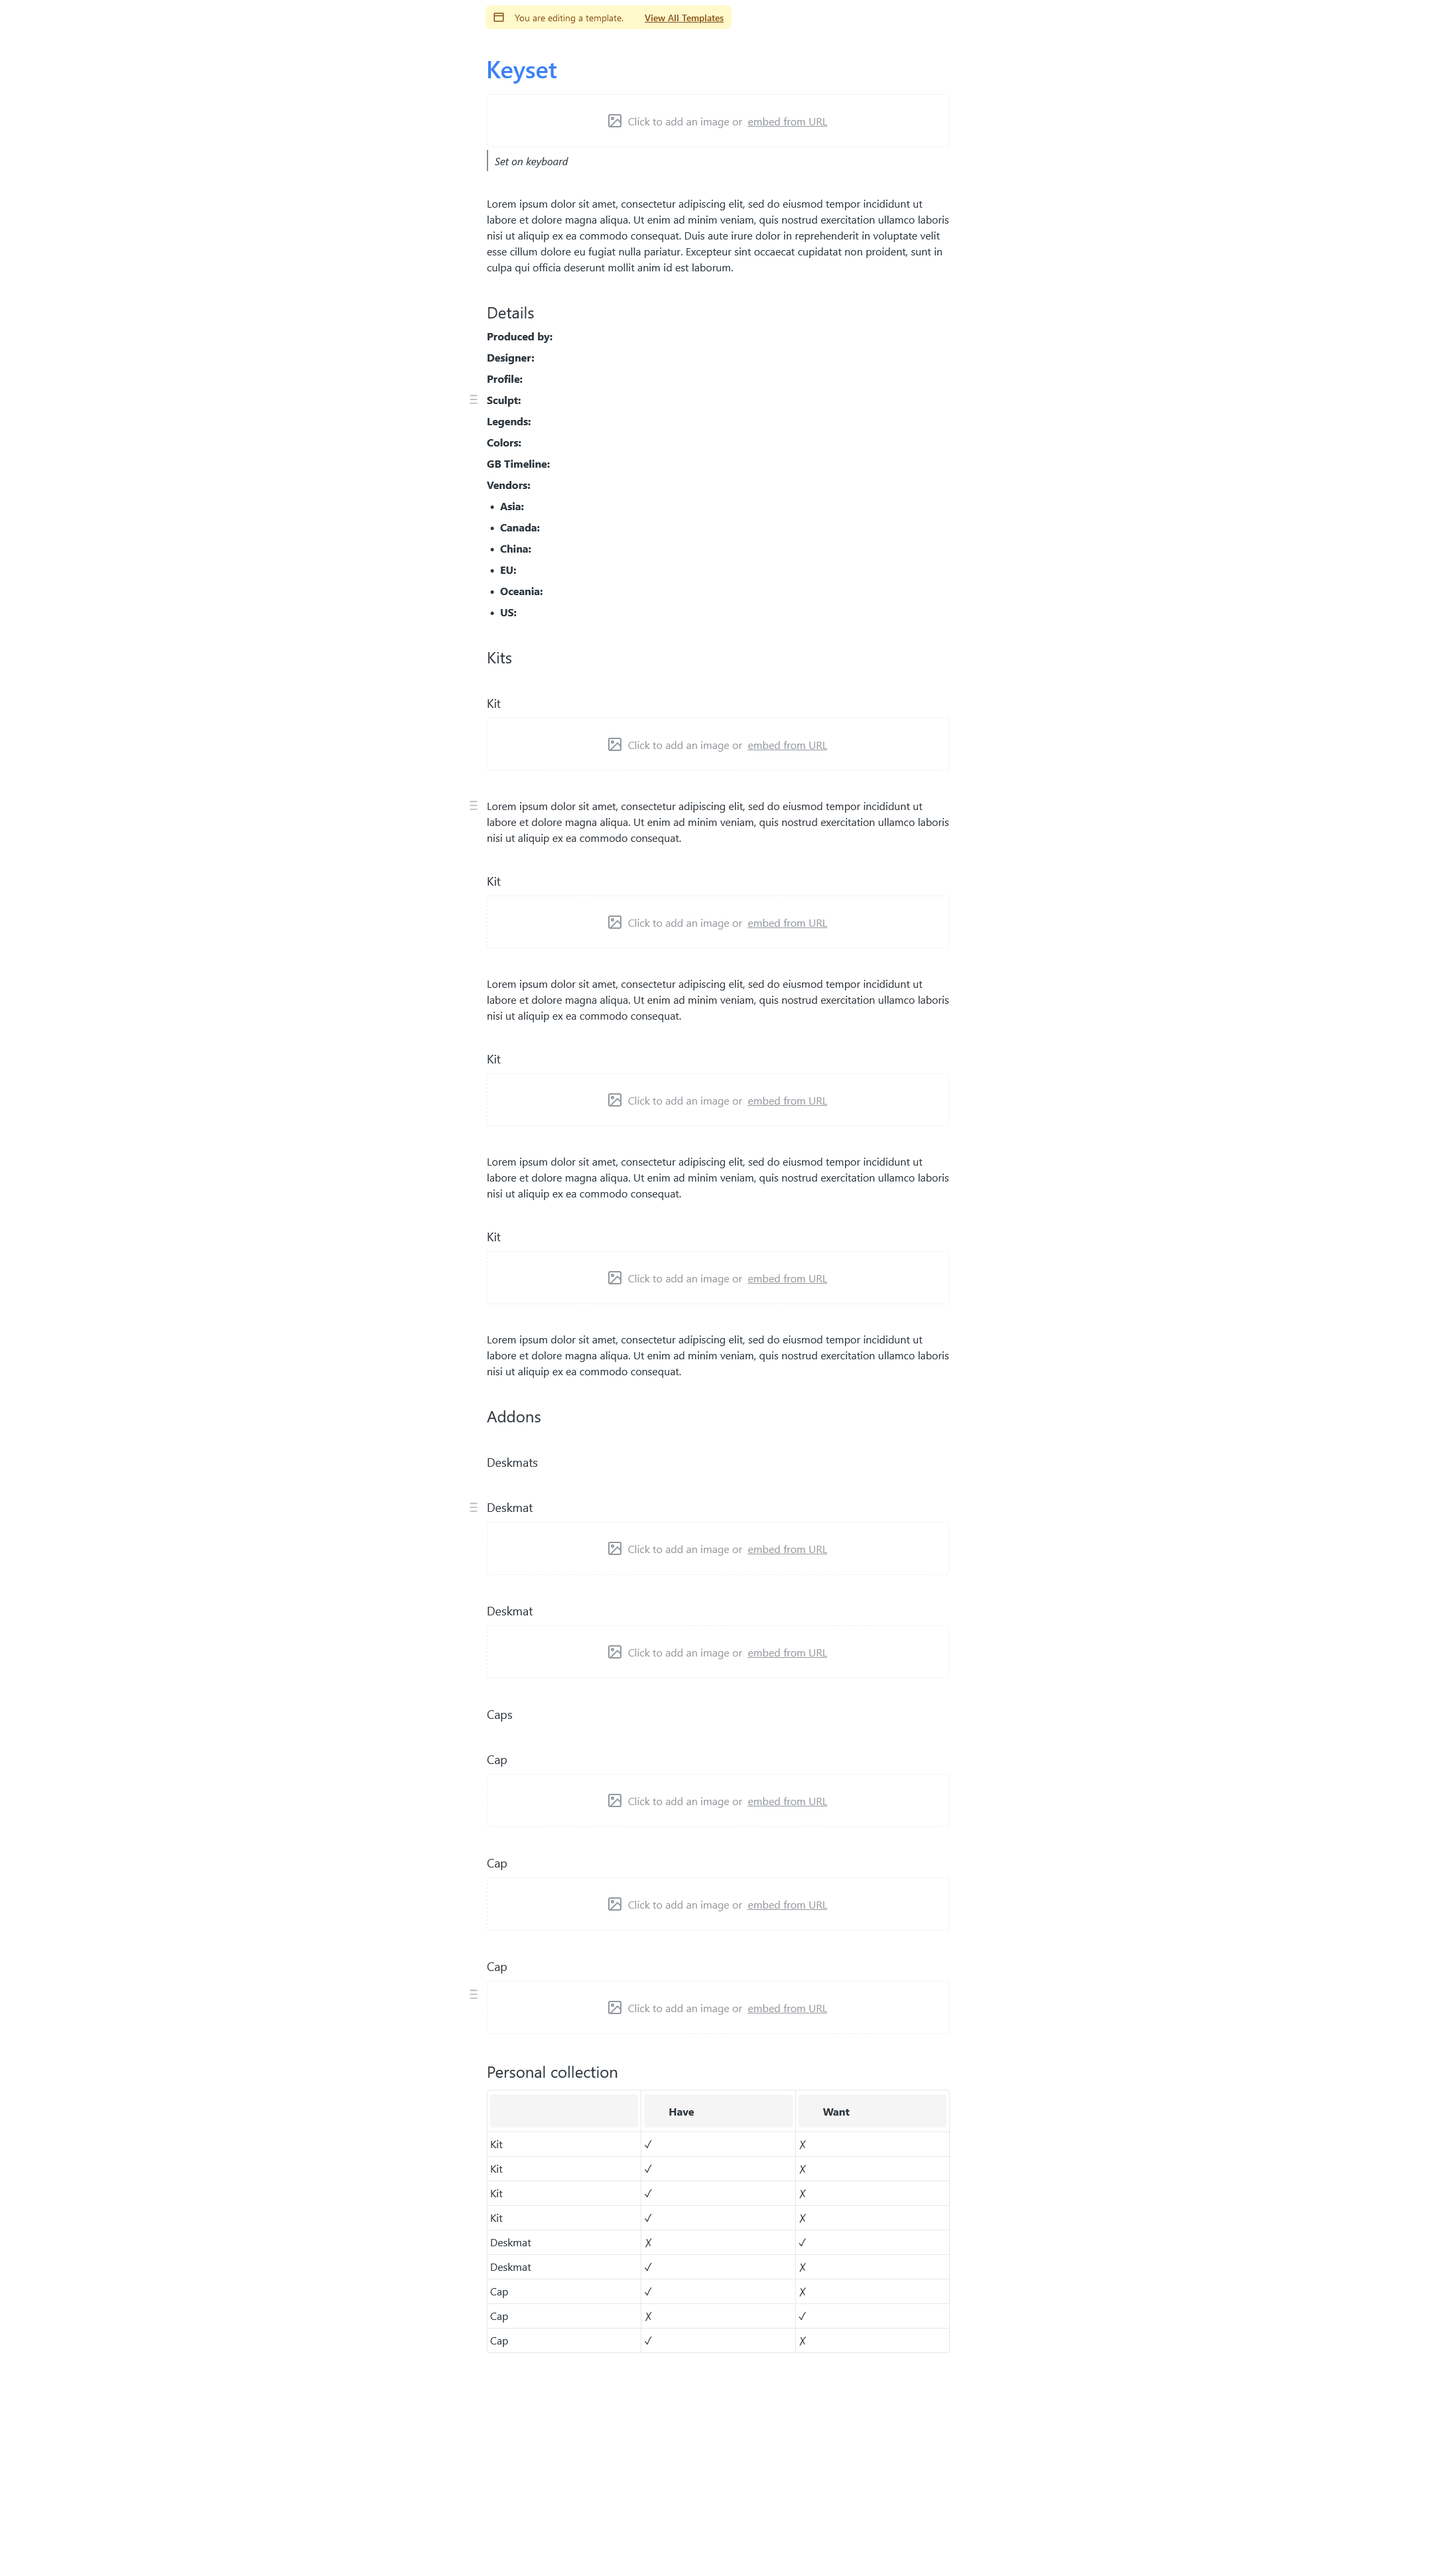 You are editing a template. View All Templates
Keyset
Click to add an image or embed from URL
Set on keyboard
Lorem ipsum dolor sit amet, consectetur adipiscing elit, sed do eiusmod tempor incididunt ut
labore et dolore magna aliqua. Ut enim ad minim veniam, quis nostrud exercitation ullamco laboris
nisi ut aliquip ex ea commodo consequat. Duis aute irure dolor in reprehenderit in voluptate velit
esse cillum dolore eu fugiat nulla pariatur. Excepteur sint occaecat cupidatat non proident, sunt in
culpa qui officia deserunt mollit anim id est laborum.
Details
Produced by:
Designer:
Profile:
Sculpt:
Legends:
Colors:
GB Timeline:
Vendors:
• Asia:
• Canada:
• China:
• EU:
• Oceania:
• US:
Kits
Kit
Click to add an image or embed from URL
Lorem ipsum dolor sit amet, consectetur adipiscing elit, sed do eiusmod tempor incididunt ut
labore et dolore magna aliqua. Ut enim ad minim veniam, quis nostrud exercitation ullamco laboris
nisi ut aliquip ex ea commodo consequat.
Kit
Click to add an image or embed from URL
Lorem ipsum dolor sit amet, consectetur adipiscing elit, sed do eiusmod tempor incididunt ut
labore et dolore magna aliqua. Ut enim ad minim veniam, quis nostrud exercitation ullamco laboris
nisi ut aliquip ex ea commodo consequat.
Kit
Click to add an image or embed from URL
Lorem ipsum dolor sit amet, consectetur adipiscing elit, sed do eiusmod tempor incididunt ut
labore et dolore magna aliqua. Ut enim ad minim veniam, quis nostrud exercitation ullamco laboris
nisi ut aliquip ex ea commodo consequat.
Kit
Click to add an image or embed from URL
Lorem ipsum dolor sit amet, consectetur adipiscing elit, sed do eiusmod tempor incididunt ut
labore et dolore magna aliqua. Ut enim ad minim veniam, quis nostrud exercitation ullamco laboris
nisi ut aliquip ex ea commodo consequat.
Addons
Deskmats
Deskmat
Click to add an image or embed from URL
Deskmat
Click to add an image or embed from URL
Caps
Cap
Click to add an image or embed from URL
Cap
Click to add an image or embed from URL
Cap
Click to add an image or embed from URL
Personal collection
Have Want
Kit ✓ ✗
Kit ✓ ✗
Kit ✓ ✗
Kit ✓ ✗
Deskmat ✗ ✓
Deskmat ✓ ✗
Cap ✓ ✗
Cap ✗ ✓
Cap ✓ ✗